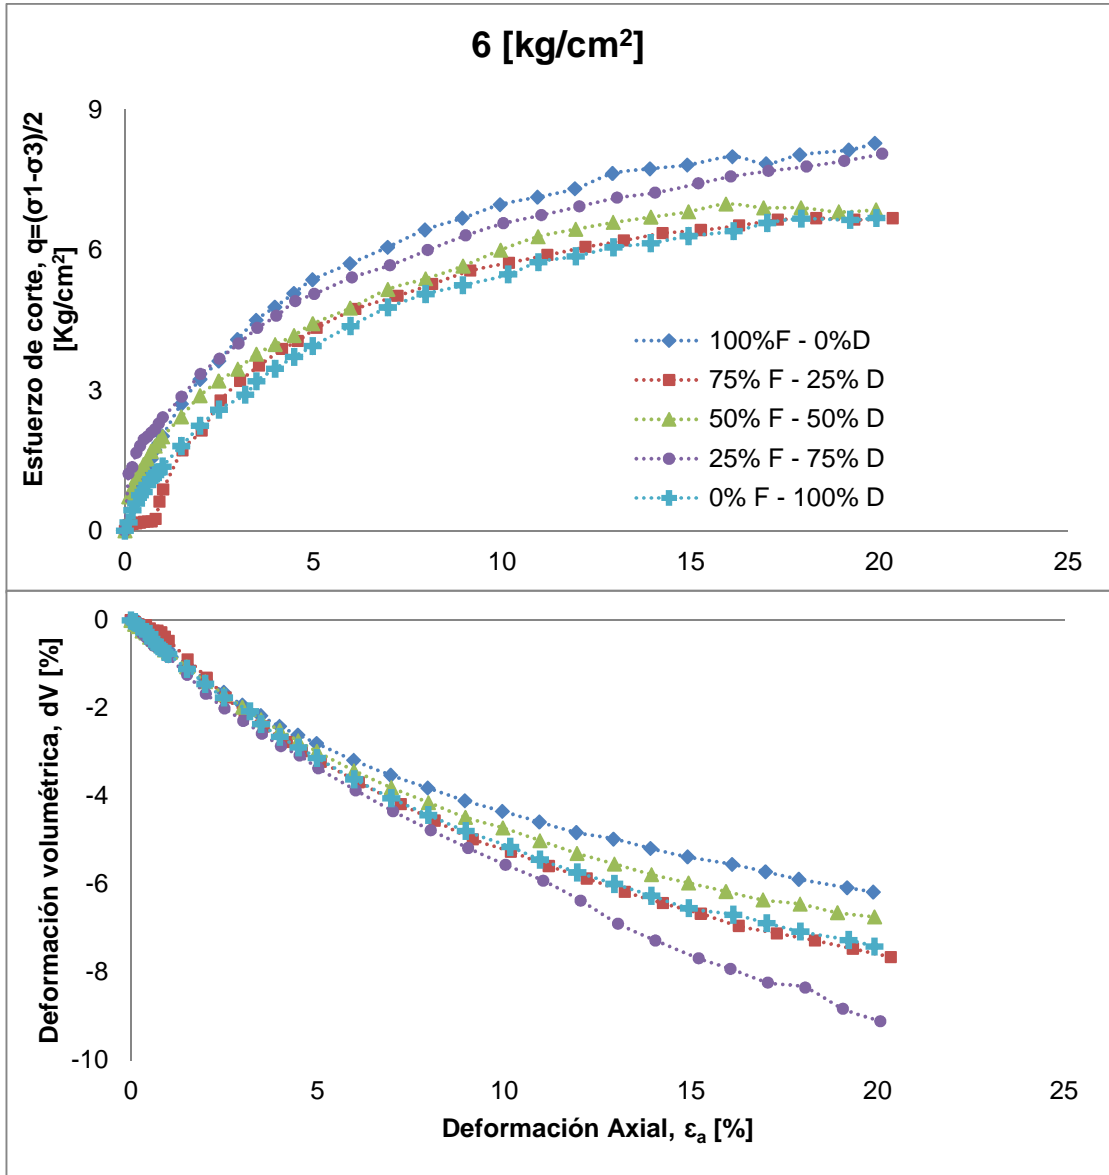 6 [kg/cm²]
Esfuerzo de corte, q=(σ1-σ3)/2
[Kg/cm²]
9
6
3
0
0 5 10 15 20 25
100%F - 0%D
75% F - 25% D
50% F - 50% D
25% F - 75% D
0% F - 100% D
Deformación volumétrica, dV [%]
0
-2
-4
-6
-8
-10
0 5 10 15 20 25
Deformación Axial, εₐ [%]